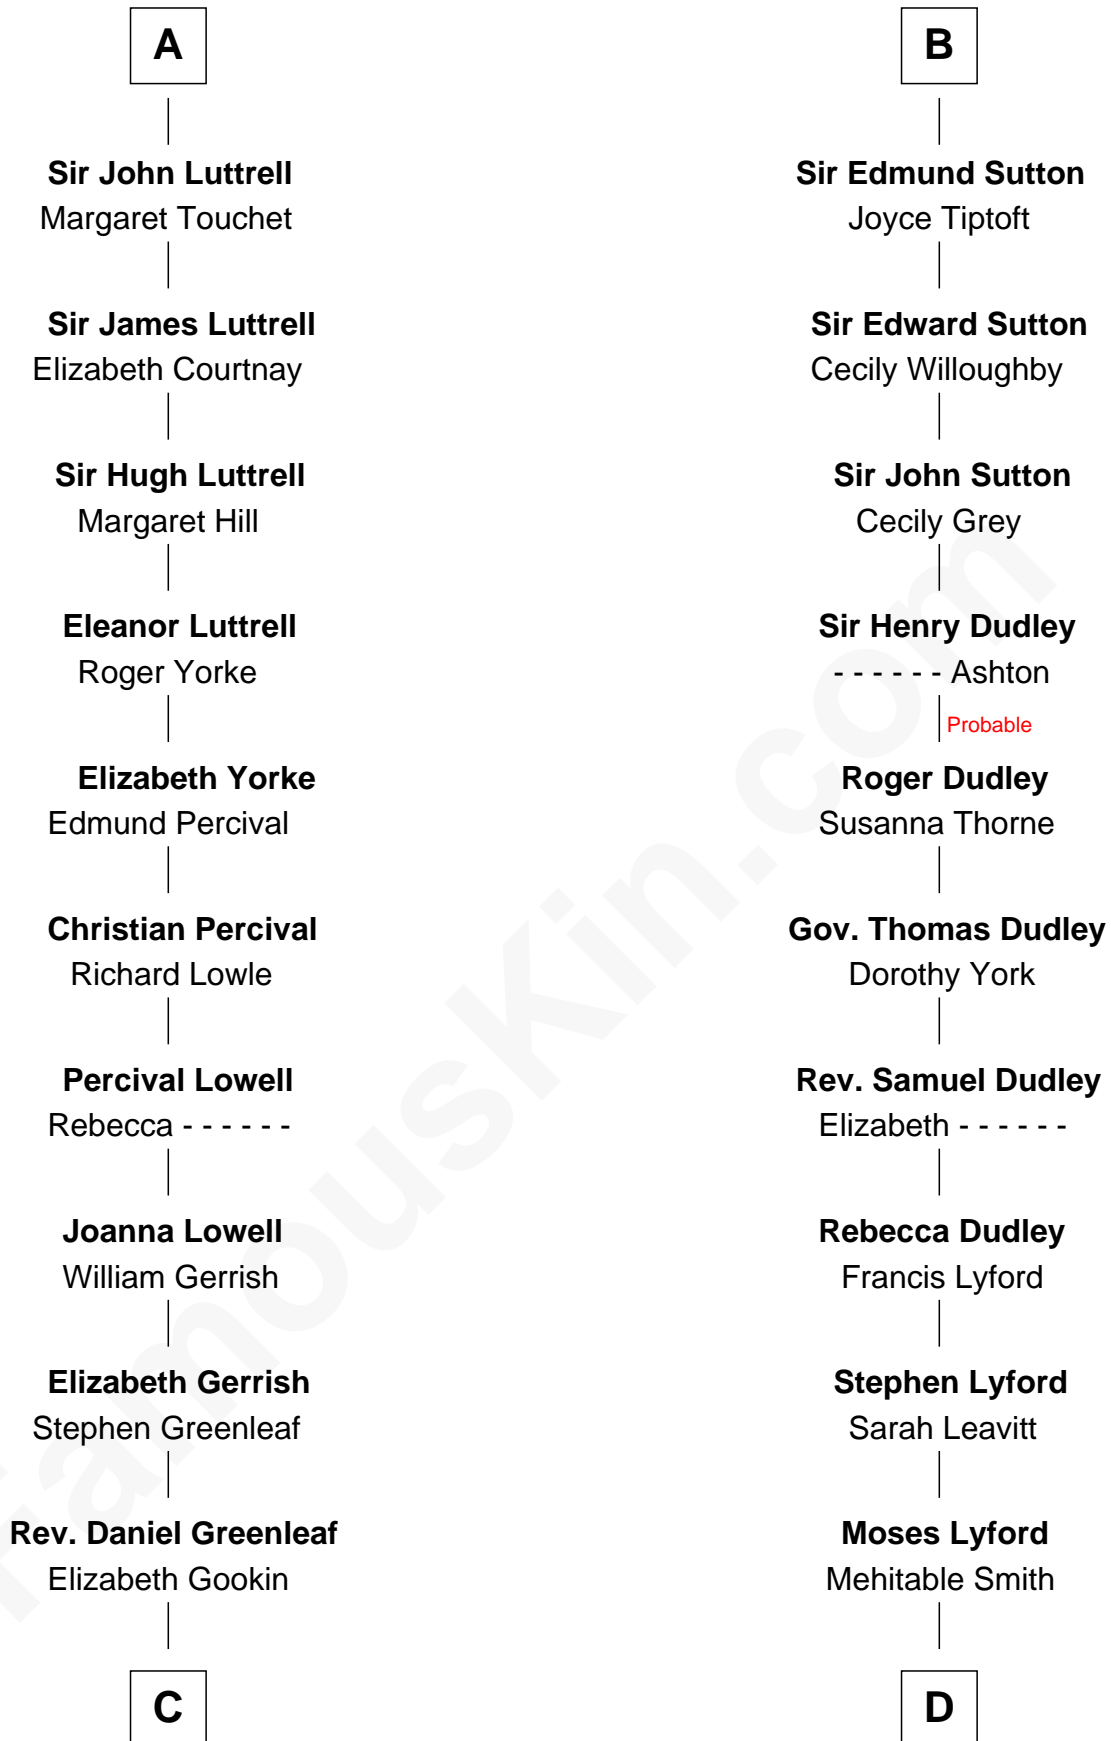 A
Sir John Luttrell
Margaret Touchet
Sir James Luttrell
Elizabeth Courtnay
Sir Hugh Luttrell
Margaret Hill
Eleanor Luttrell
Roger Yorke
Elizabeth Yorke
Edmund Percival
Christian Percival
Richard Lowle
Percival Lowell
Rebecca - - - - - -
Joanna Lowell
William Gerrish
Elizabeth Gerrish
Stephen Greenleaf
Rev. Daniel Greenleaf
Elizabeth Gookin
C
B
Sir Edmund Sutton
Joyce Tiptoft
Sir Edward Sutton
Cecily Willoughby
Sir John Sutton
Cecily Grey
Sir Henry Dudley
- - - - - - Ashton
Probable
Roger Dudley
Susanna Thorne
Gov. Thomas Dudley
Dorothy York
Rev. Samuel Dudley
Elizabeth - - - - - -
Rebecca Dudley
Francis Lyford
Stephen Lyford
Sarah Leavitt
Moses Lyford
Mehitable Smith
D
FamousKin.com